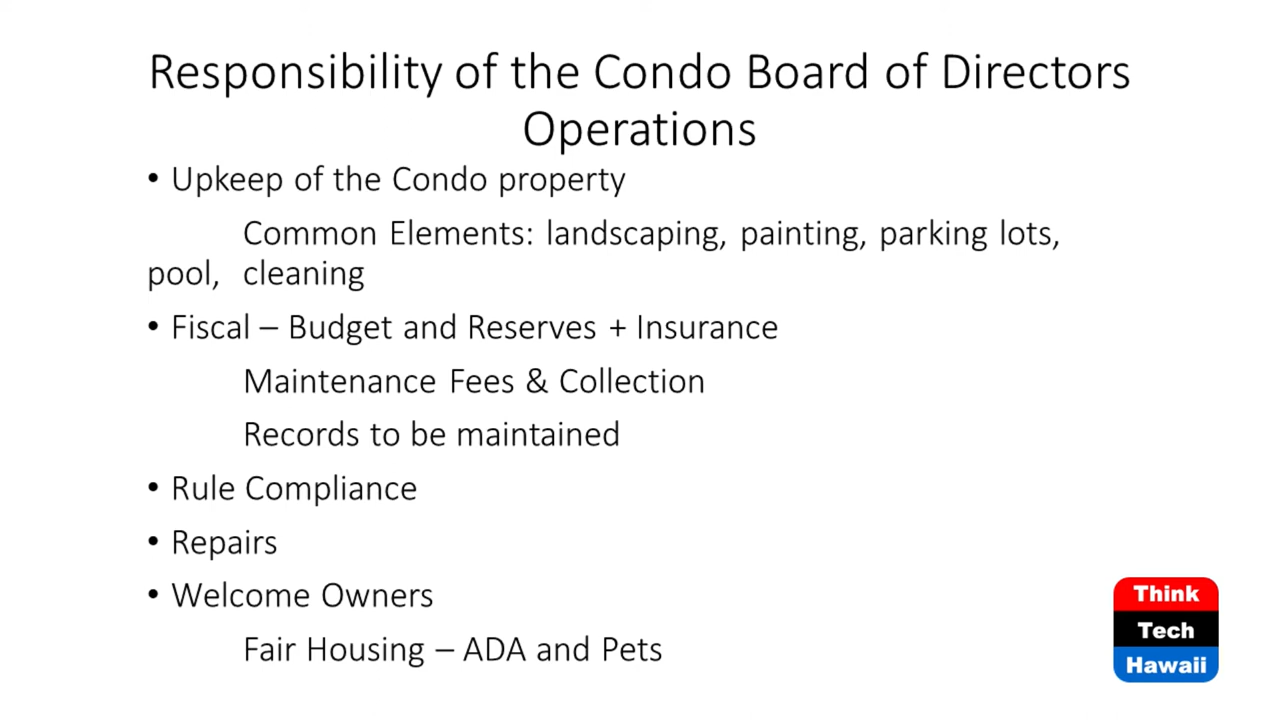 Responsibility of the Condo Board of Directors
Operations
• Upkeep of the Condo property
Common Elements: landscaping, painting, parking lots,
pool, cleaning
• Fiscal – Budget and Reserves + Insurance
Maintenance Fees & Collection
Records to be maintained
• Rule Compliance
• Repairs
• Welcome Owners
Fair Housing – ADA and Pets
Think
Tech
Hawaii